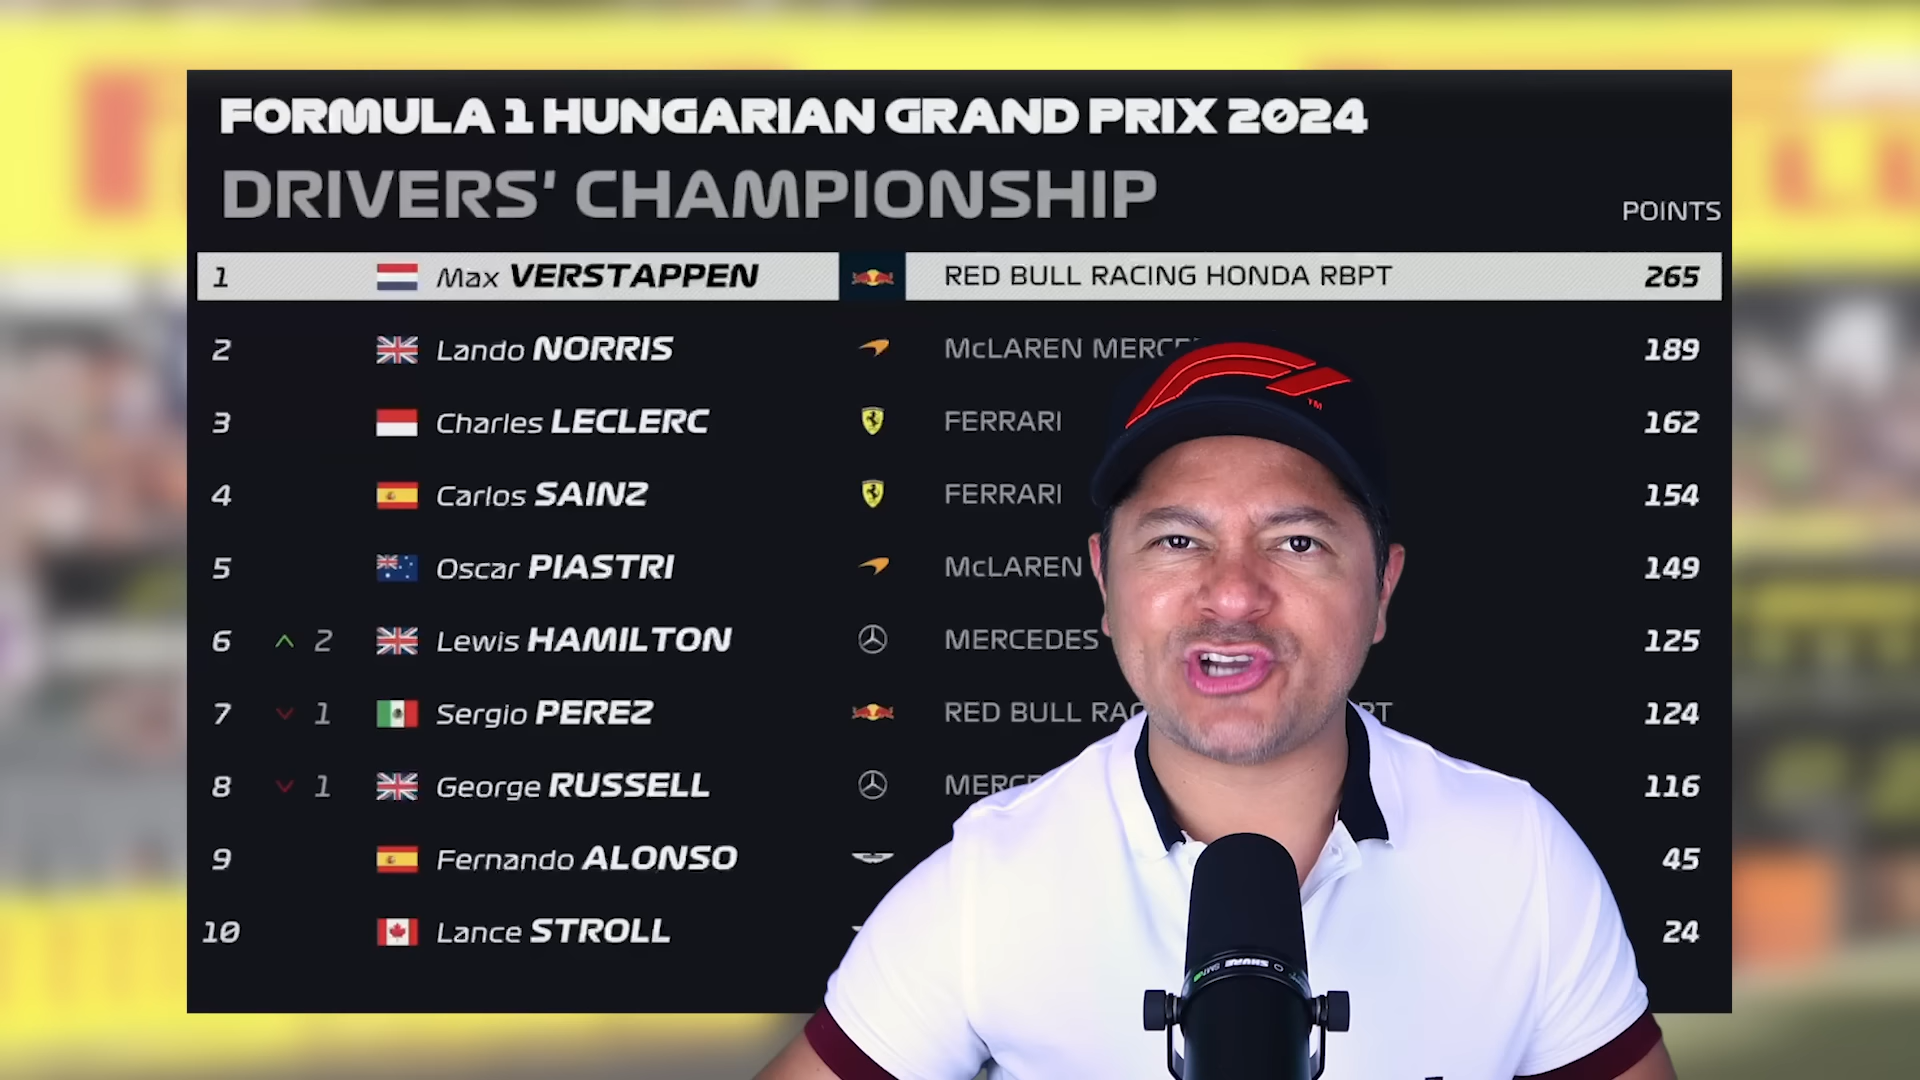 FORMULA 1 HUNGARIAN GRAND PRIX 2024
DRIVERS' CHAMPIONSHIP
POINTS
1 Max VERSTAPPEN RED BULL RACING HONDA RBPT 265
2 Lando NORRIS McLAREN 189
3 Charles LECLERC FERRARI 162
4 Carlos SAINZ FERRARI 154
5 Oscar PIASTRI McLAREN 149
6 2 Lewis HAMILTON MERCEDES 125
7 1 Sergio PEREZ RED BULL 124
8 1 George RUSSELL 116
9 Fernando ALONSO 45
10 Lance STROLL 24
TM
SHURE